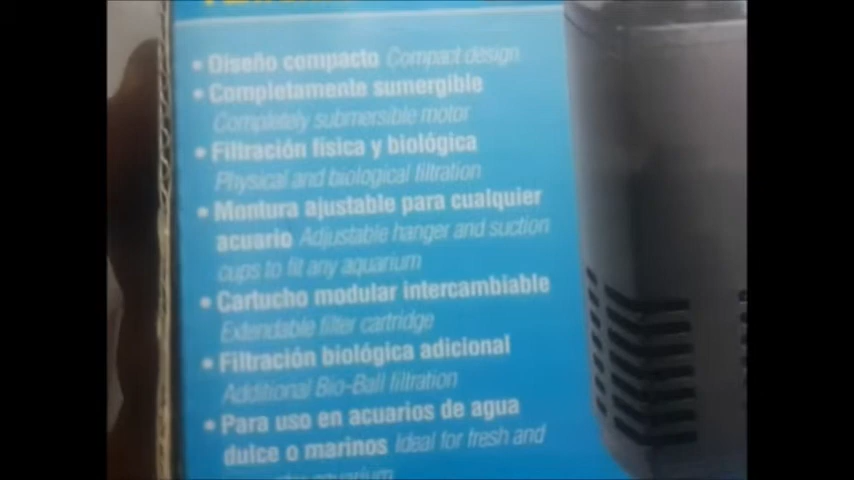 • Diseño compacto Compact design
• Completamente sumergible
Completely submersible motor
• Filtración física y biológica
Physical and biological filtration
• Montura ajustable para cualquier
acuario Adjustable hanger and suction
cups to fit any aquarium
• Cartucho modular intercambiable
Extendable filter cartridge
• Filtración biológica adicional
Additional Bio-Ball filtration
• Para uso en acuarios de agua
dulce o marinos Ideal for fresh and
aquarium